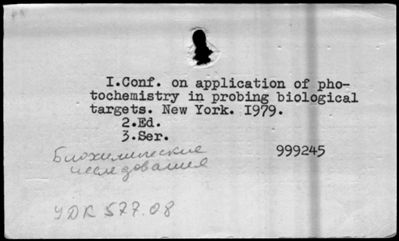 I.Conf. on application of pho-
tochemistry in probing biological
targets. New York. I979.
2.Ed.
3.Ser.
999245
Биохимические
исследования
УДК 577.08